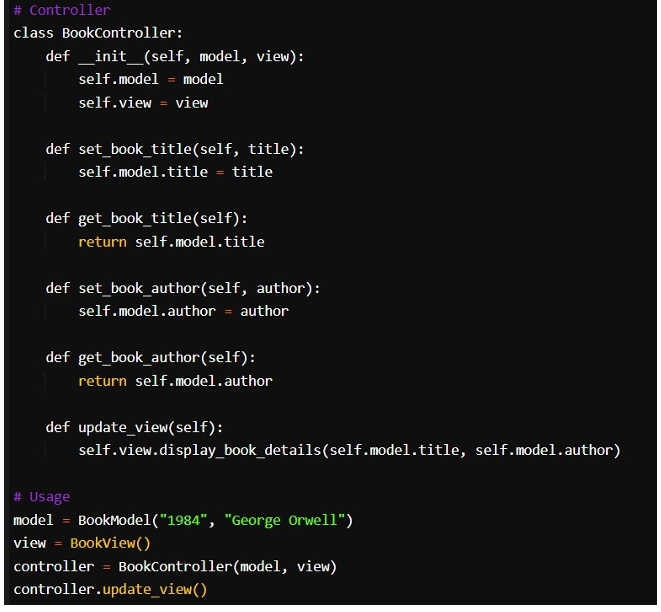 # Controller
class BookController:
    def __init__(self, model, view):
        self.model = model
        self.view = view

    def set_book_title(self, title):
        self.model.title = title

    def get_book_title(self):
        return self.model.title

    def set_book_author(self, author):
        self.model.author = author

    def get_book_author(self):
        return self.model.author

    def update_view(self):
        self.view.display_book_details(self.model.title, self.model.author)

# Usage
model = BookModel("1984", "George Orwell")
view = BookView()
controller = BookController(model, view)
controller.update_view()